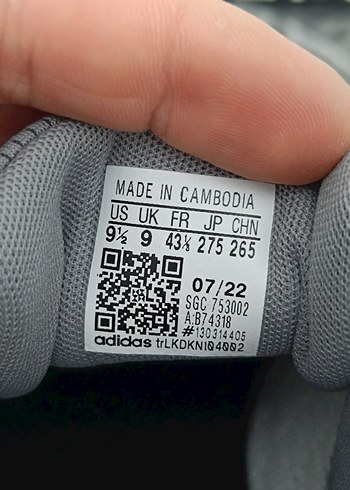 MADE IN CAMBODIA
US UK FR JP CHN
9½ 9 43⅓ 275 265
07/22
SGC 753002
A:B74318
#130314405
adidas trLKDKNI04002